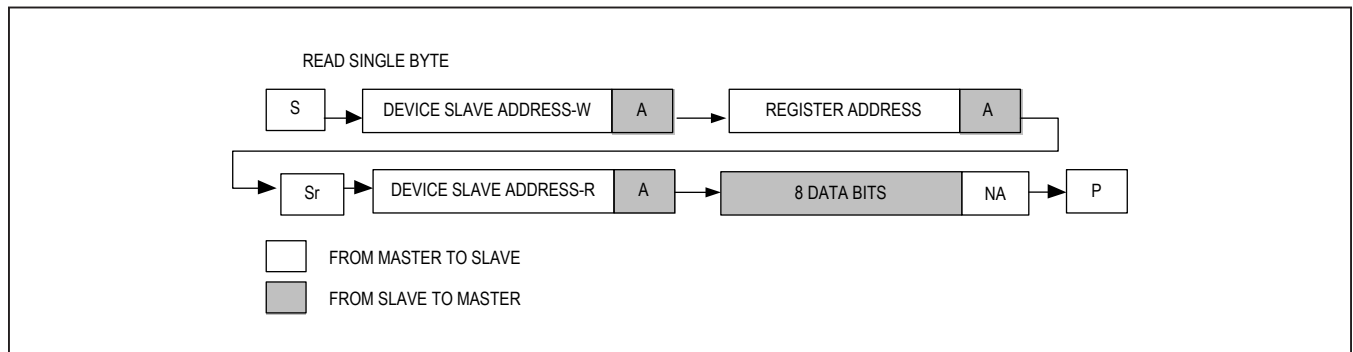 READ SINGLE BYTE
S DEVICE SLAVE ADDRESS-W A REGISTER ADDRESS A
Sr DEVICE SLAVE ADDRESS-R A 8 DATA BITS NA P
FROM MASTER TO SLAVE
FROM SLAVE TO MASTER